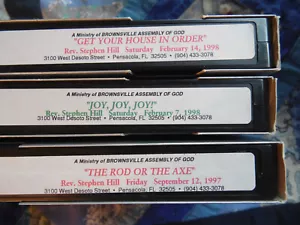 A Ministry of BROWNSVILLE ASSEMBLY OF GOD
"GET YOUR HOUSE IN ORDER"
Rev. Stephen Hill Saturday February 14, 1998
3100 West Desoto Street • Pensacola, FL 32505 • (904) 433-3078
A Ministry of BROWNSVILLE ASSEMBLY OF GOD
"JOY, JOY, JOY!"
Rev. Stephen Hill Saturday February 7, 1998
3100 West Desoto Street • Pensacola, FL 32505 • (904) 433-3078
A Ministry of BROWNSVILLE ASSEMBLY OF GOD
"THE ROD OR THE AXE"
Rev. Stephen Hill Friday September 12, 1997
3100 West Desoto Street • Pensacola, FL 32505 • (904) 433-3078